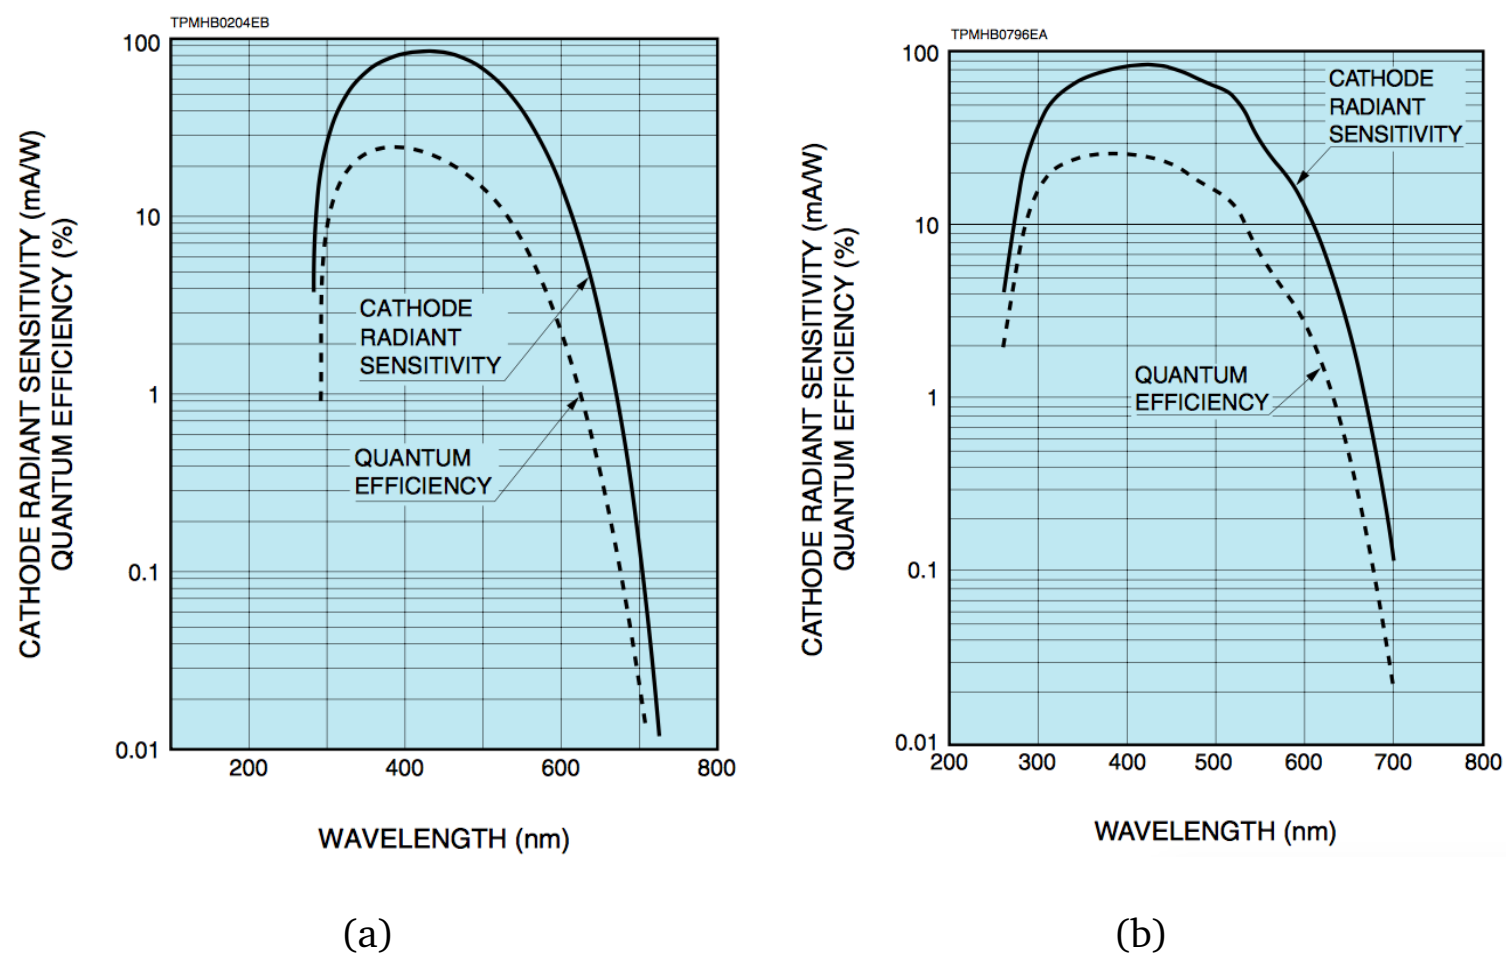 TPMHB0204EB
CATHODE RADIANT SENSITIVITY (mA/W)
QUANTUM EFFICIENCY (%)
100
10
1
0.1
0.01
CATHODE
RADIANT
SENSITIVITY
QUANTUM
EFFICIENCY
200
400
600
800
WAVELENGTH (nm)
(a)
TPMHB0796EA
CATHODE RADIANT SENSITIVITY (mA/W)
QUANTUM EFFICIENCY (%)
100
10
1
0.1
0.01
CATHODE
RADIANT
SENSITIVITY
QUANTUM
EFFICIENCY
200
300
400
500
600
700
800
WAVELENGTH (nm)
(b)